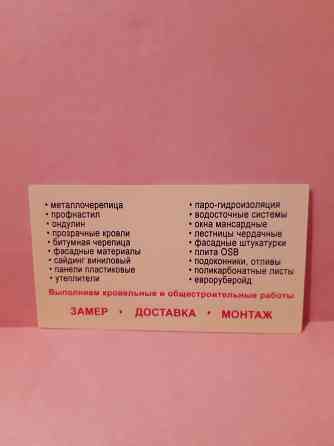 • металлочерепица
• профнастил
• ондулин
• прозрачные кровли
• битумная черепица
• фасадные материалы
• сайдинг виниловый
• панели пластиковые
• утеплители
• паро-гидроизоляция
• водосточные системы
• окна мансардные
• лестницы чердачные
• фасадные штукатурки
• плита OSB
• подоконники, отливы
• поликарбонатные листы
• евроруберойд
Выполняем кровельные и общестроительные работы
ЗАМЕР • ДОСТАВКА • МОНТАЖ